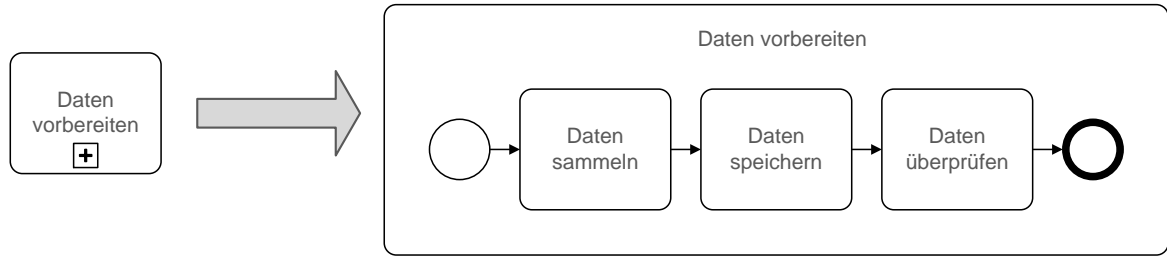 Daten
vorbereiten
Daten vorbereiten
Daten
sammeln
Daten
speichern
Daten
überprüfen